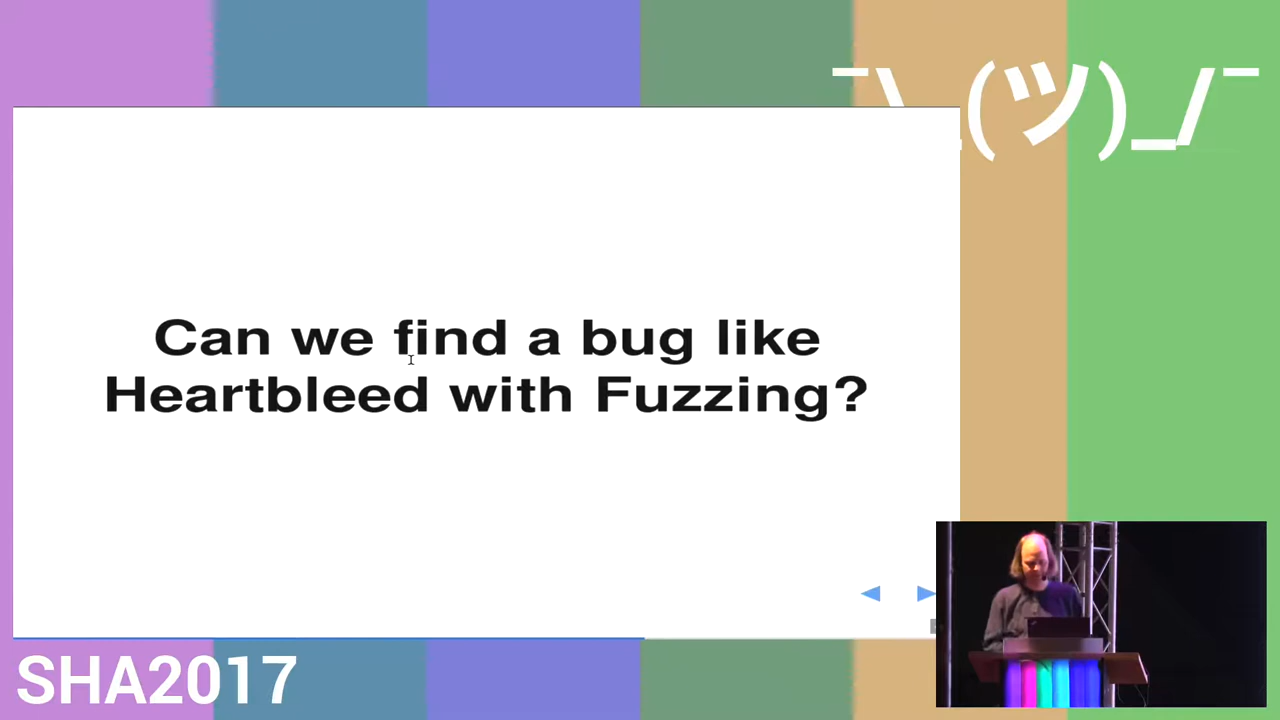 ¯\_(ツ)_/¯
Can we find a bug like
Heartbleed with Fuzzing?
SHA2017